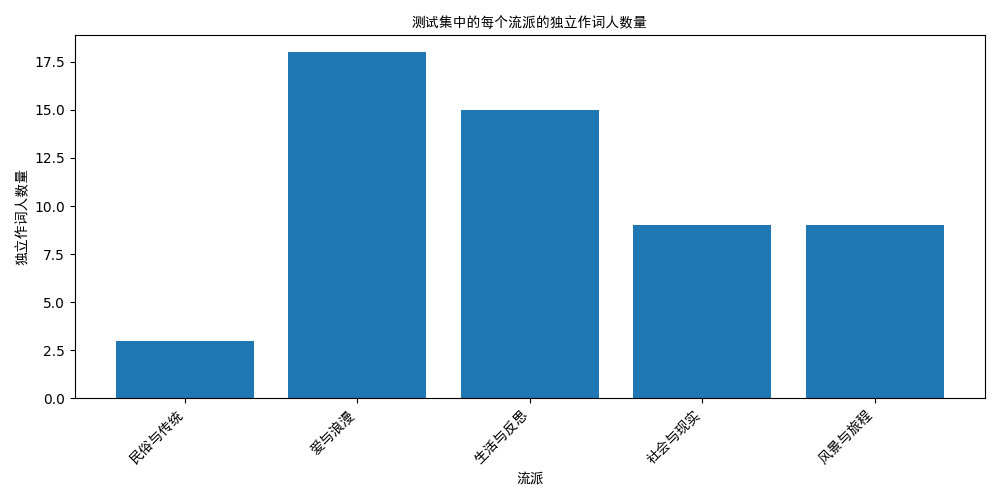 测试集中的每个流派的独立作词人数量
独立作词人数量
17.5
15.0
12.5
10.0
7.5
5.0
2.5
0.0
民俗与传统
爱与浪漫
生活与反思
社会与现实
风景与旅程
流派